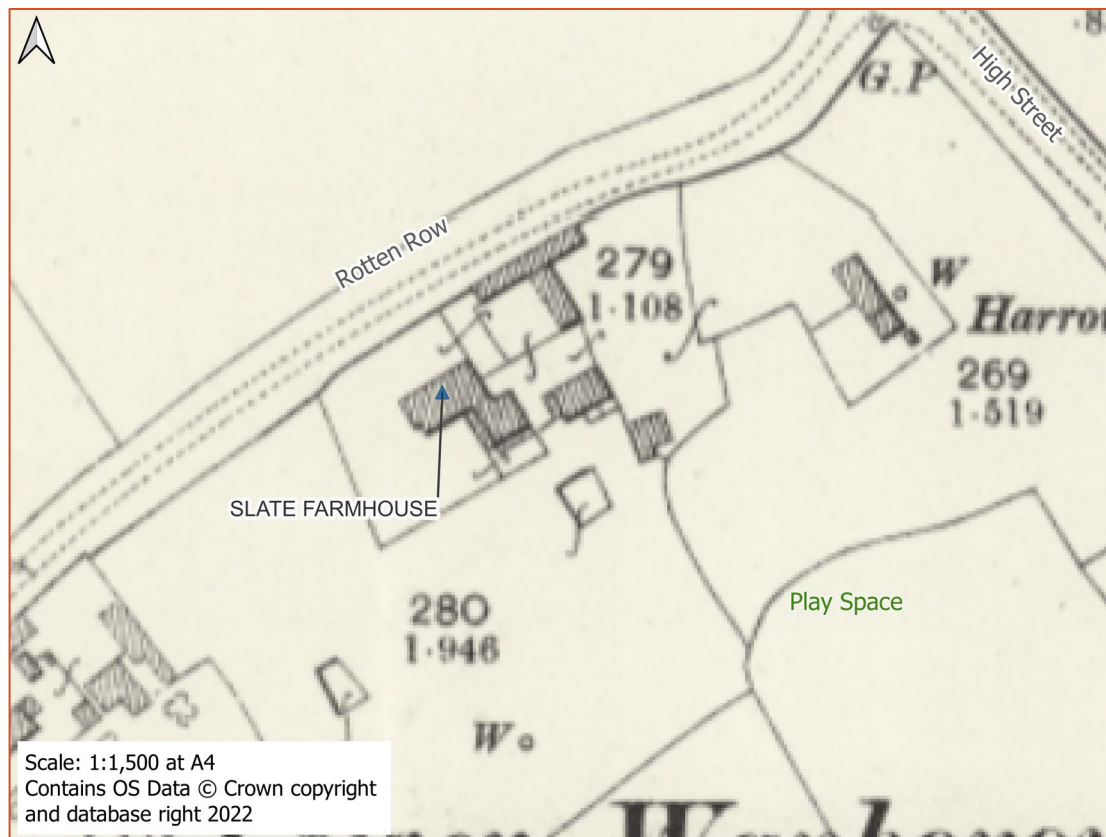 ·8
High Street
G.P
Rotten Row
279
1·108
W
269
1·519
SLATE FARMHOUSE
Play Space
280
1·946
W
Scale: 1:1,500 at A4
Contains OS Data © Crown copyright
and database right 2022